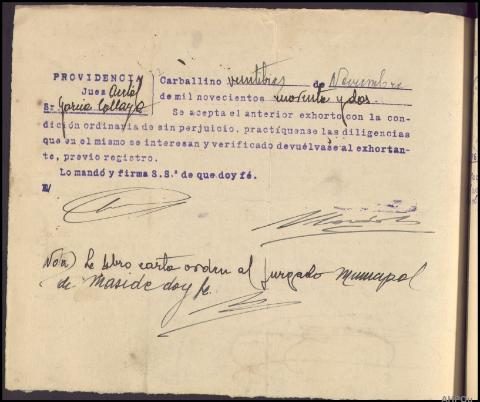 PROVIDENCIA
Juez
Sr García Collazo
Carballino veintitres de Noviembre
de mil novecientos y dos.
Se acepta el anterior exhorto con la con-
dición ordinaria de sin perjuicio, practíquense las diligencias
que en el mismo se interesan y verificado devuélvase al exhortan-
te, previo registro.
Lo mandó y firma S.S.ª de que doy fé.
E/
Nota) Se libro carta orden al Juzgado Municipal
de Maside doy fe.